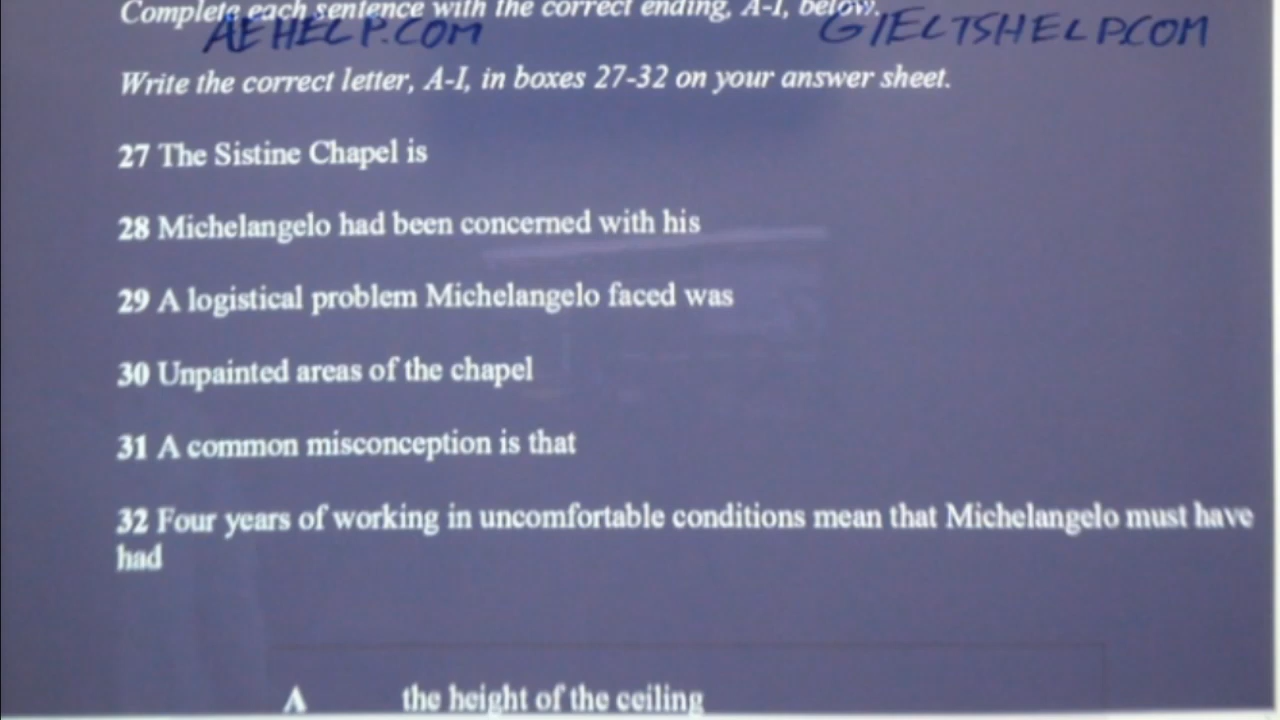 Complete each sentence with the correct ending, A-I, below.
AEHELP.COM GIELTSHELP.COM
Write the correct letter, A-I, in boxes 27-32 on your answer sheet.
27 The Sistine Chapel is
28 Michelangelo had been concerned with his
29 A logistical problem Michelangelo faced was
30 Unpainted areas of the chapel
31 A common misconception is that
32 Four years of working in uncomfortable conditions mean that Michelangelo must have
had
A the height of the ceiling